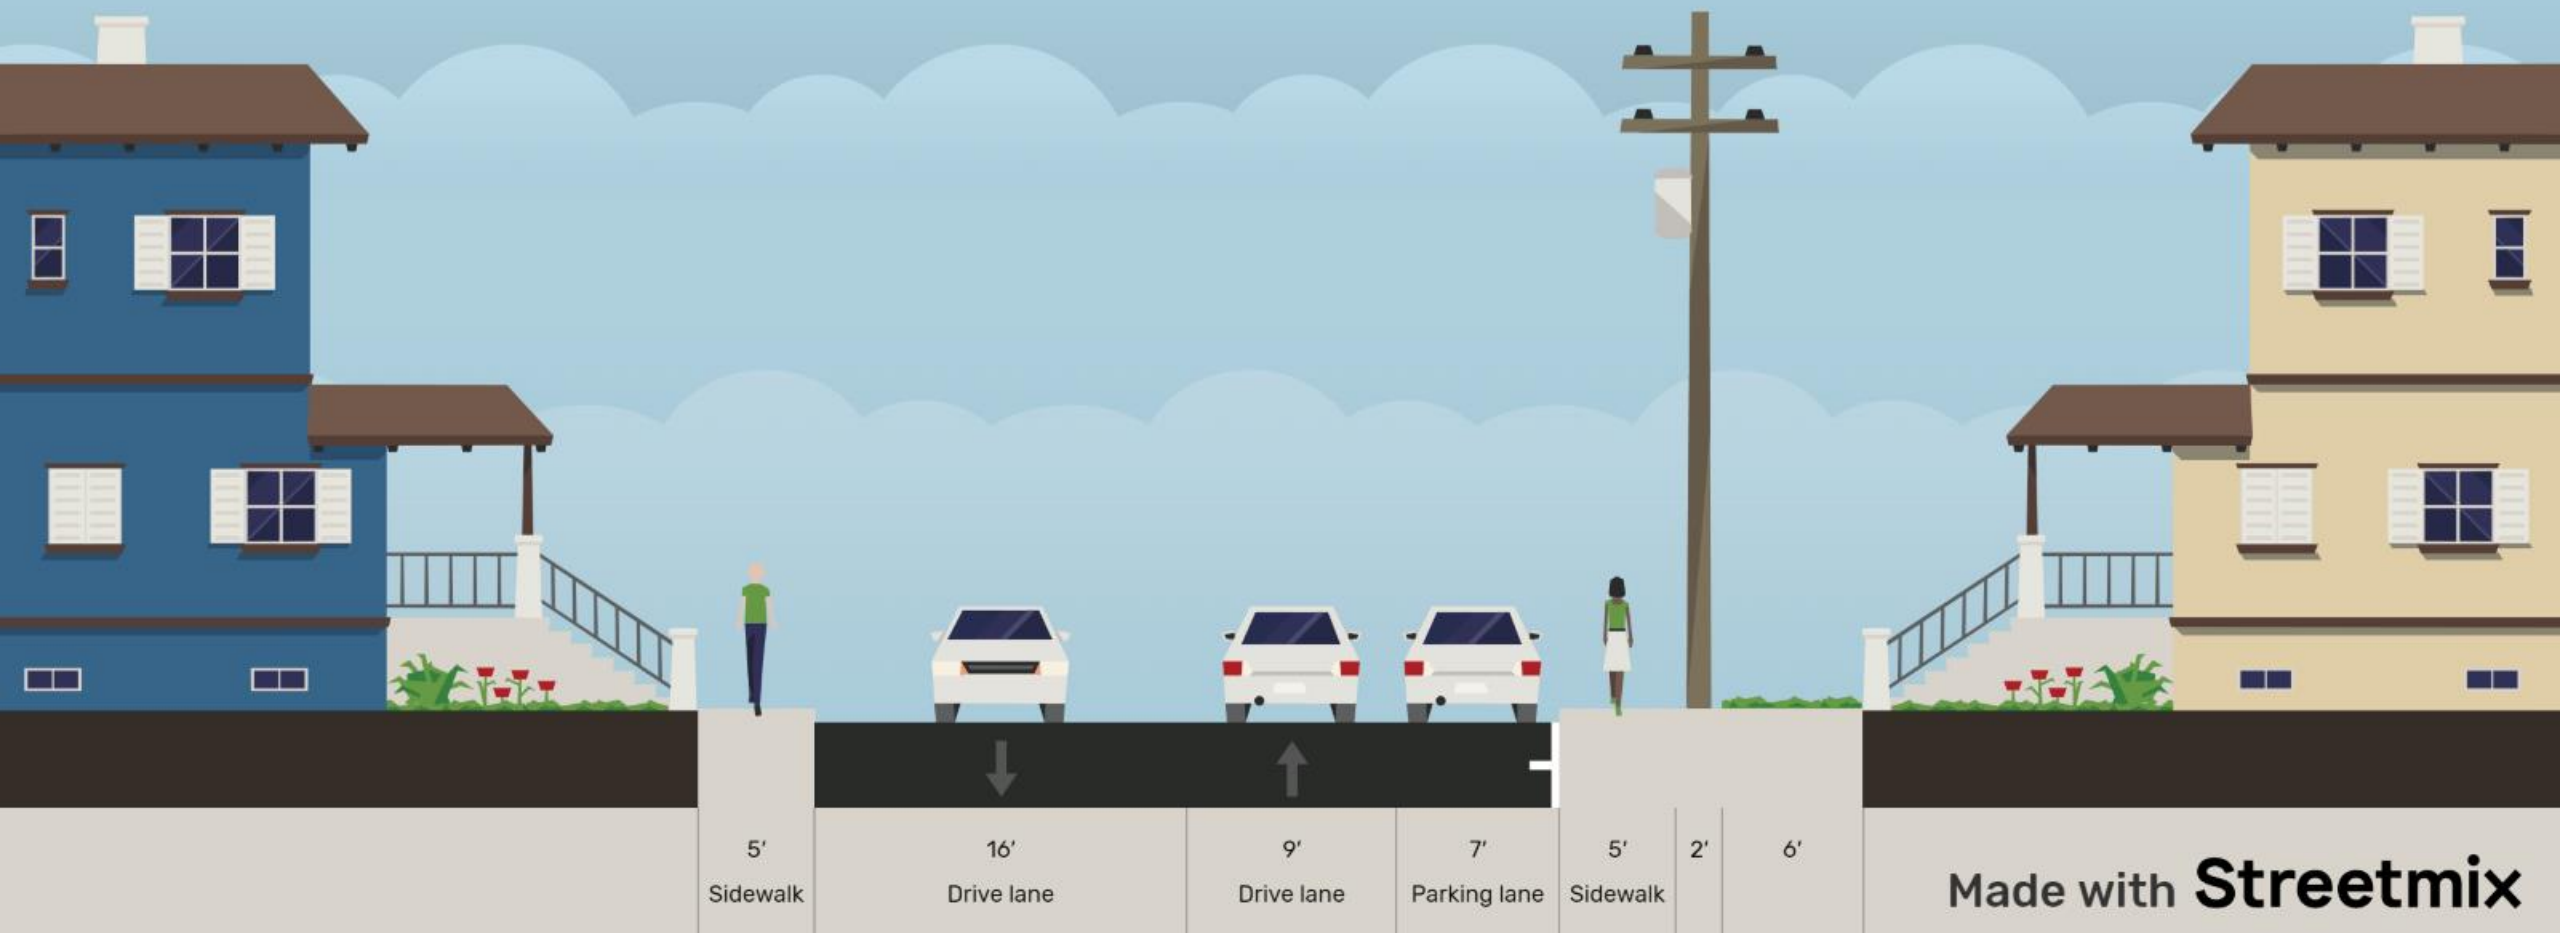 5′
16′
9′
7′
5′
2′
6′
Sidewalk
Drive lane
Drive lane
Parking lane
Sidewalk
Made with Streetmix